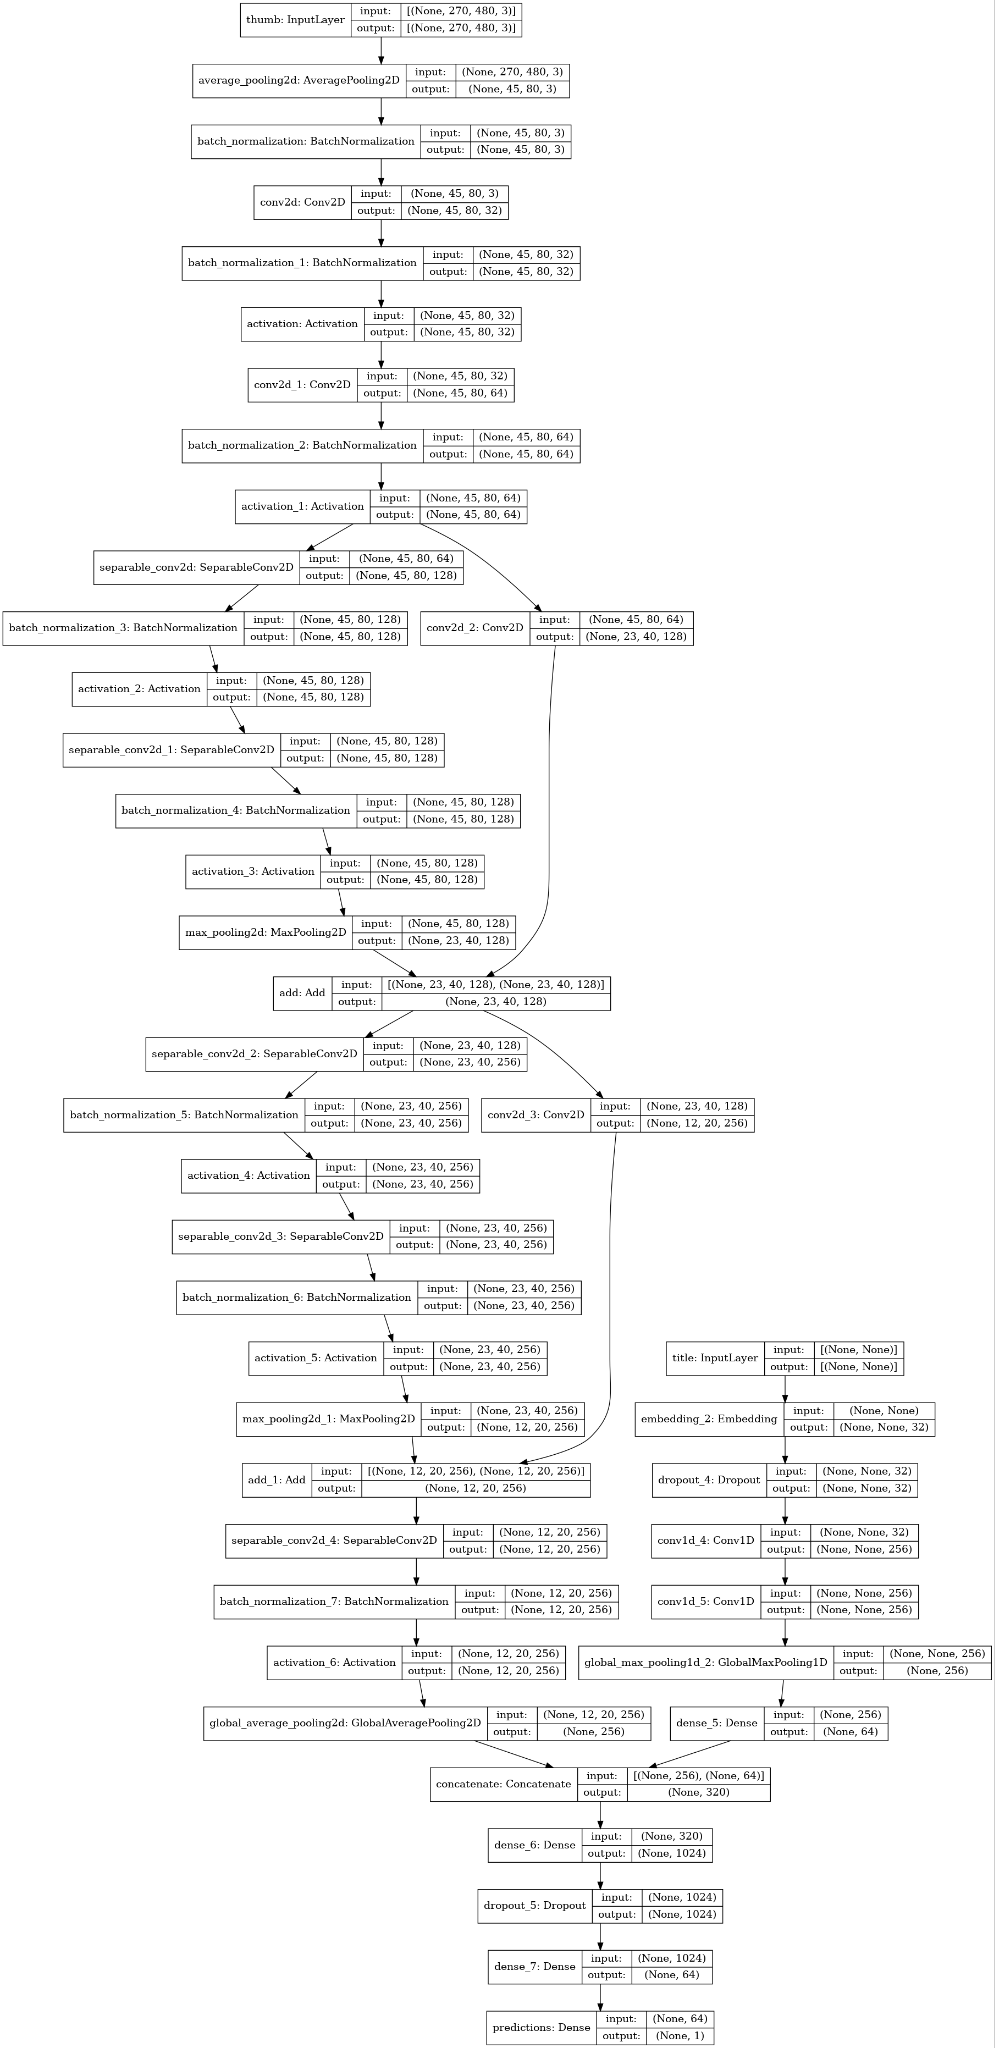 thumb: InputLayer
input: [(None, 270, 480, 3)]
output: [(None, 270, 480, 3)]
average_pooling2d: AveragePooling2D
input: (None, 270, 480, 3)
output: (None, 45, 80, 3)
batch_normalization: BatchNormalization
input: (None, 45, 80, 3)
output: (None, 45, 80, 3)
conv2d: Conv2D
input: (None, 45, 80, 3)
output: (None, 45, 80, 32)
batch_normalization_1: BatchNormalization
input: (None, 45, 80, 32)
output: (None, 45, 80, 32)
activation: Activation
input: (None, 45, 80, 32)
output: (None, 45, 80, 32)
conv2d_1: Conv2D
input: (None, 45, 80, 32)
output: (None, 45, 80, 64)
batch_normalization_2: BatchNormalization
input: (None, 45, 80, 64)
output: (None, 45, 80, 64)
activation_1: Activation
input: (None, 45, 80, 64)
output: (None, 45, 80, 64)
separable_conv2d: SeparableConv2D
input: (None, 45, 80, 64)
output: (None, 45, 80, 128)
batch_normalization_3: BatchNormalization
input: (None, 45, 80, 128)
output: (None, 45, 80, 128)
conv2d_2: Conv2D
input: (None, 45, 80, 64)
output: (None, 23, 40, 128)
activation_2: Activation
input: (None, 45, 80, 128)
output: (None, 45, 80, 128)
separable_conv2d_1: SeparableConv2D
input: (None, 45, 80, 128)
output: (None, 45, 80, 128)
batch_normalization_4: BatchNormalization
input: (None, 45, 80, 128)
output: (None, 45, 80, 128)
activation_3: Activation
input: (None, 45, 80, 128)
output: (None, 45, 80, 128)
max_pooling2d: MaxPooling2D
input: (None, 45, 80, 128)
output: (None, 23, 40, 128)
add: Add
input: [(None, 23, 40, 128), (None, 23, 40, 128)]
output: (None, 23, 40, 128)
separable_conv2d_2: SeparableConv2D
input: (None, 23, 40, 128)
output: (None, 23, 40, 256)
batch_normalization_5: BatchNormalization
input: (None, 23, 40, 256)
output: (None, 23, 40, 256)
conv2d_3: Conv2D
input: (None, 23, 40, 128)
output: (None, 12, 20, 256)
activation_4: Activation
input: (None, 23, 40, 256)
output: (None, 23, 40, 256)
separable_conv2d_3: SeparableConv2D
input: (None, 23, 40, 256)
output: (None, 23, 40, 256)
batch_normalization_6: BatchNormalization
input: (None, 23, 40, 256)
output: (None, 23, 40, 256)
activation_5: Activation
input: (None, 23, 40, 256)
output: (None, 23, 40, 256)
title: InputLayer
input: [(None, None)]
output: [(None, None)]
max_pooling2d_1: MaxPooling2D
input: (None, 23, 40, 256)
output: (None, 12, 20, 256)
embedding_2: Embedding
input: (None, None)
output: (None, None, 32)
add_1: Add
input: [(None, 12, 20, 256), (None, 12, 20, 256)]
output: (None, 12, 20, 256)
dropout_4: Dropout
input: (None, None, 32)
output: (None, None, 32)
separable_conv2d_4: SeparableConv2D
input: (None, 12, 20, 256)
output: (None, 12, 20, 256)
conv1d_4: Conv1D
input: (None, None, 32)
output: (None, None, 256)
batch_normalization_7: BatchNormalization
input: (None, 12, 20, 256)
output: (None, 12, 20, 256)
conv1d_5: Conv1D
input: (None, None, 256)
output: (None, None, 256)
activation_6: Activation
input: (None, 12, 20, 256)
output: (None, 12, 20, 256)
global_max_pooling1d_2: GlobalMaxPooling1D
input: (None, None, 256)
output: (None, 256)
global_average_pooling2d: GlobalAveragePooling2D
input: (None, 12, 20, 256)
output: (None, 256)
dense_5: Dense
input: (None, 256)
output: (None, 64)
concatenate: Concatenate
input: [(None, 256), (None, 64)]
output: (None, 320)
dense_6: Dense
input: (None, 320)
output: (None, 1024)
dropout_5: Dropout
input: (None, 1024)
output: (None, 1024)
dense_7: Dense
input: (None, 1024)
output: (None, 64)
predictions: Dense
input: (None, 64)
output: (None, 1)